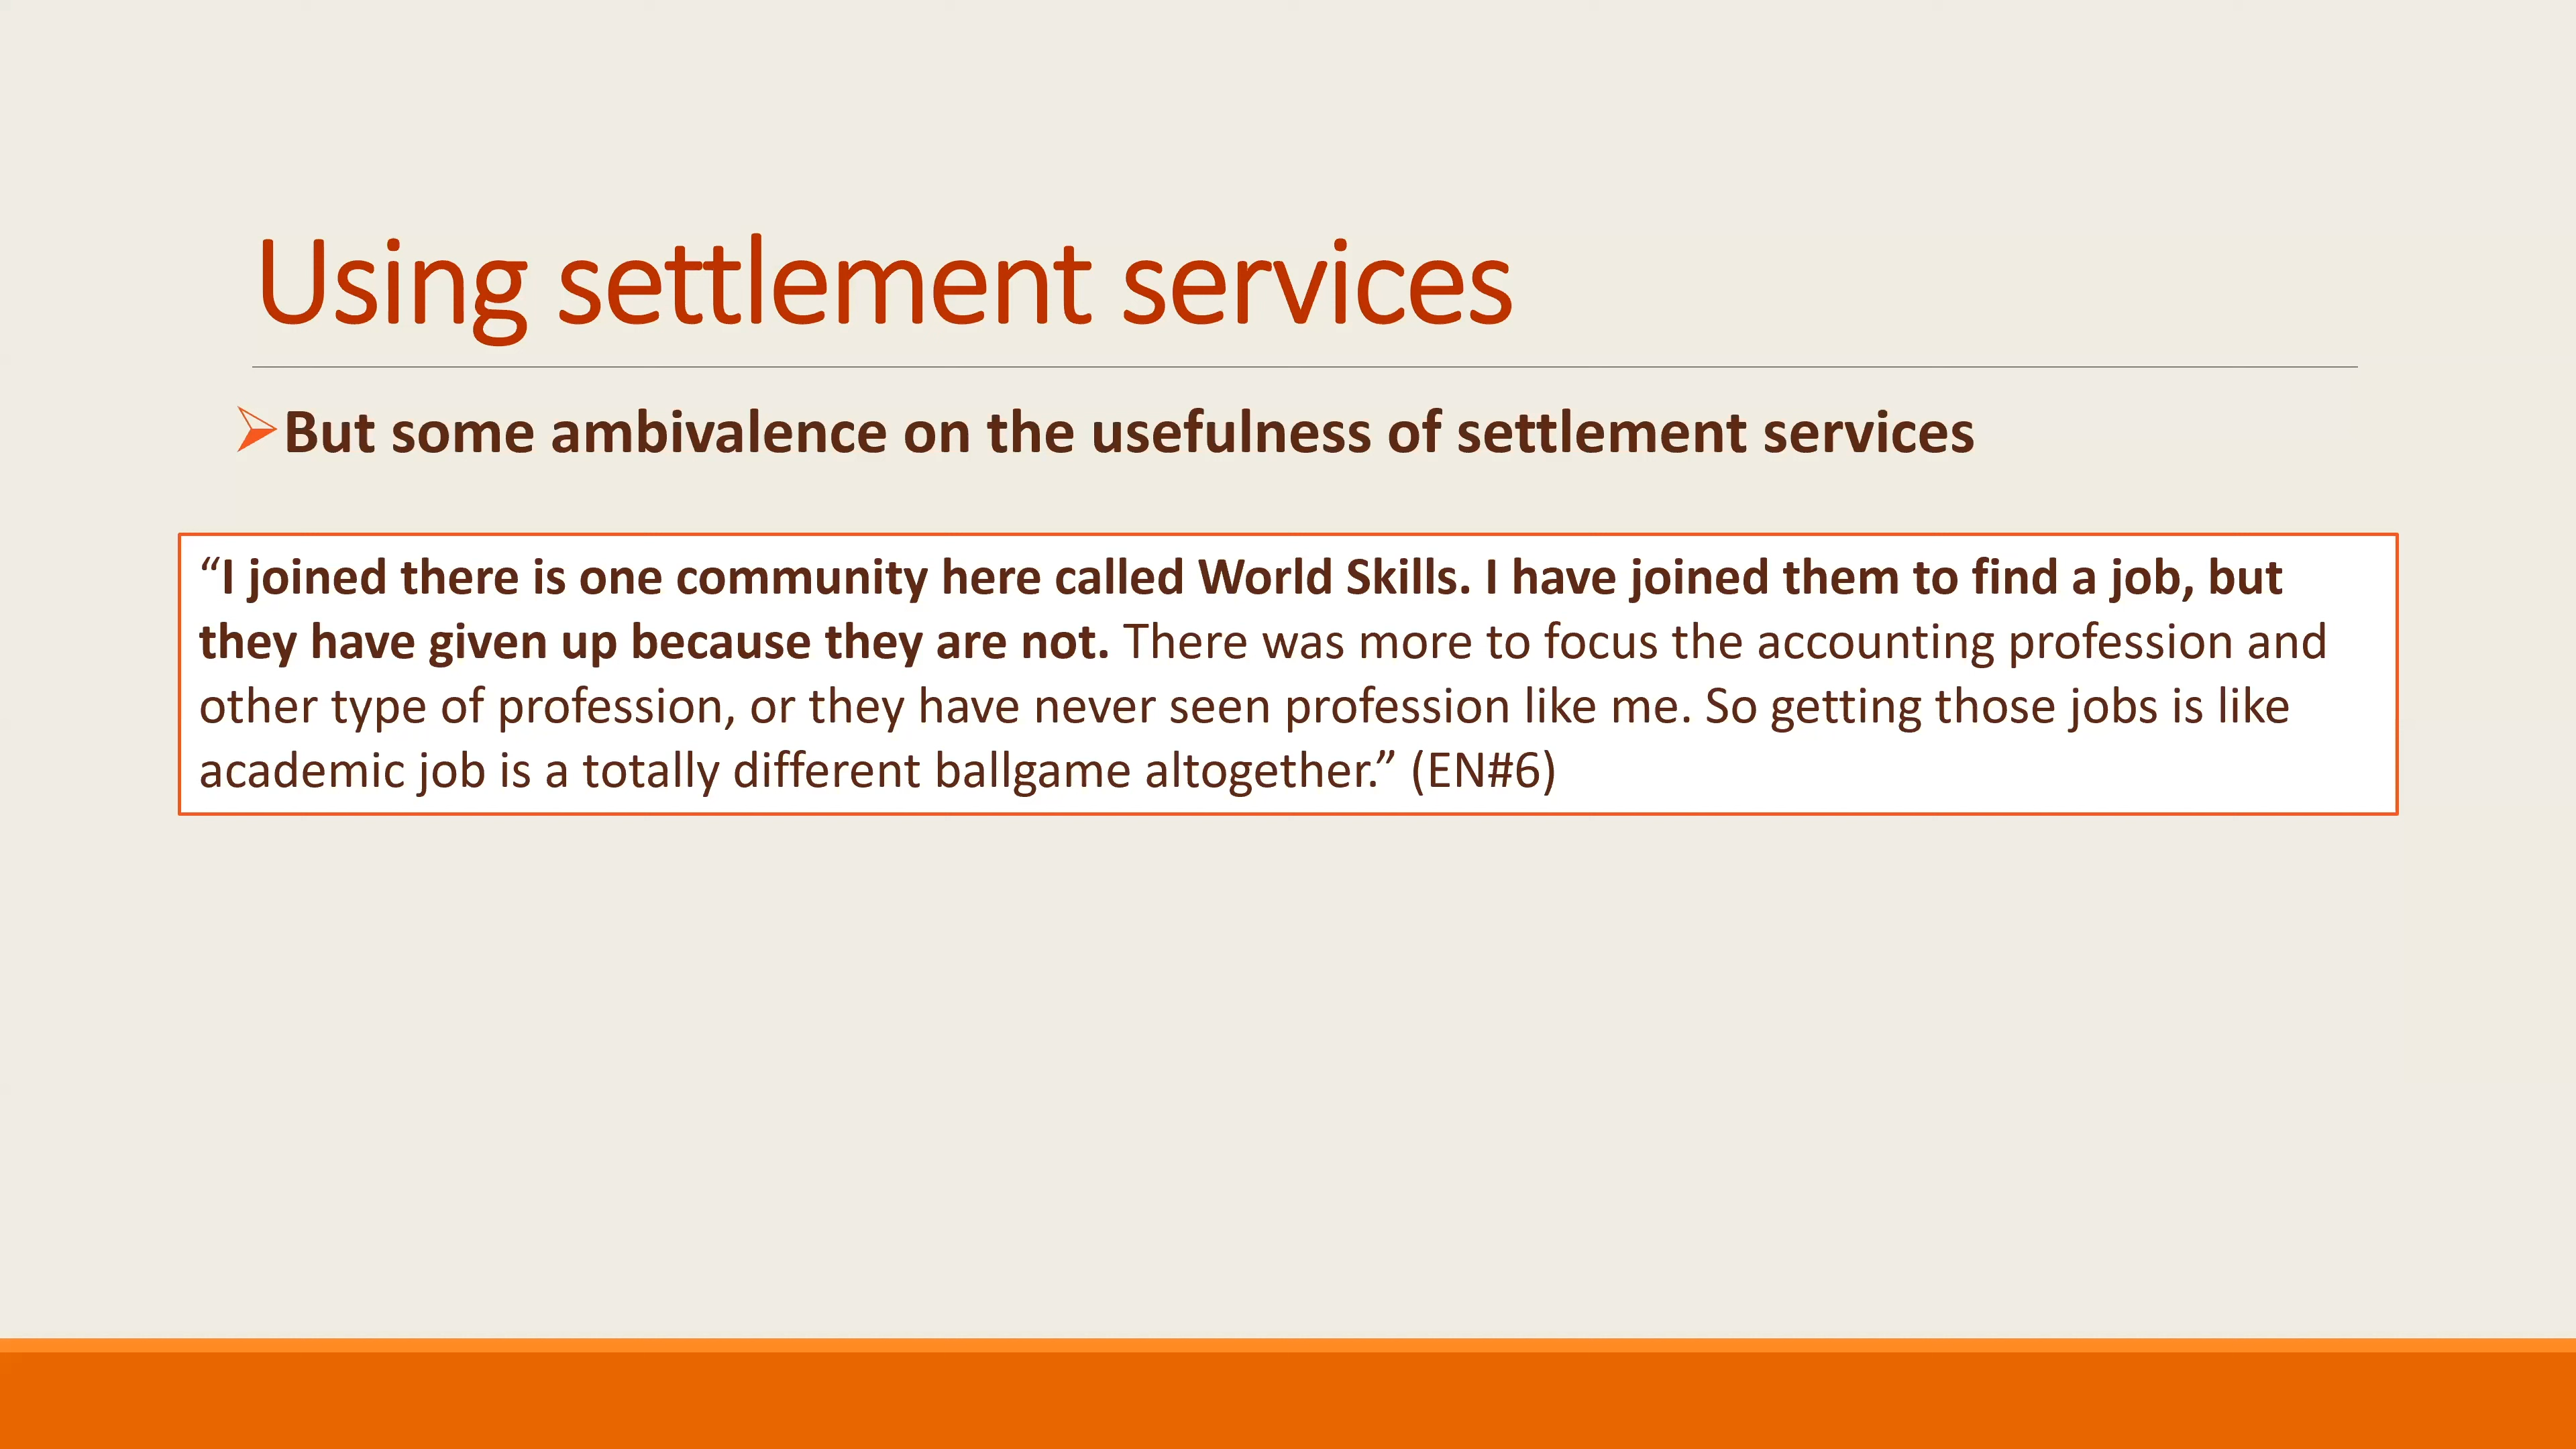 Using settlement services
But some ambivalence on the usefulness of settlement services
“I joined there is one community here called World Skills. I have joined them to find a job, but
they have given up because they are not. There was more to focus the accounting profession and
other type of profession, or they have never seen profession like me. So getting those jobs is like
academic job is a totally different ballgame altogether.” (EN#6)